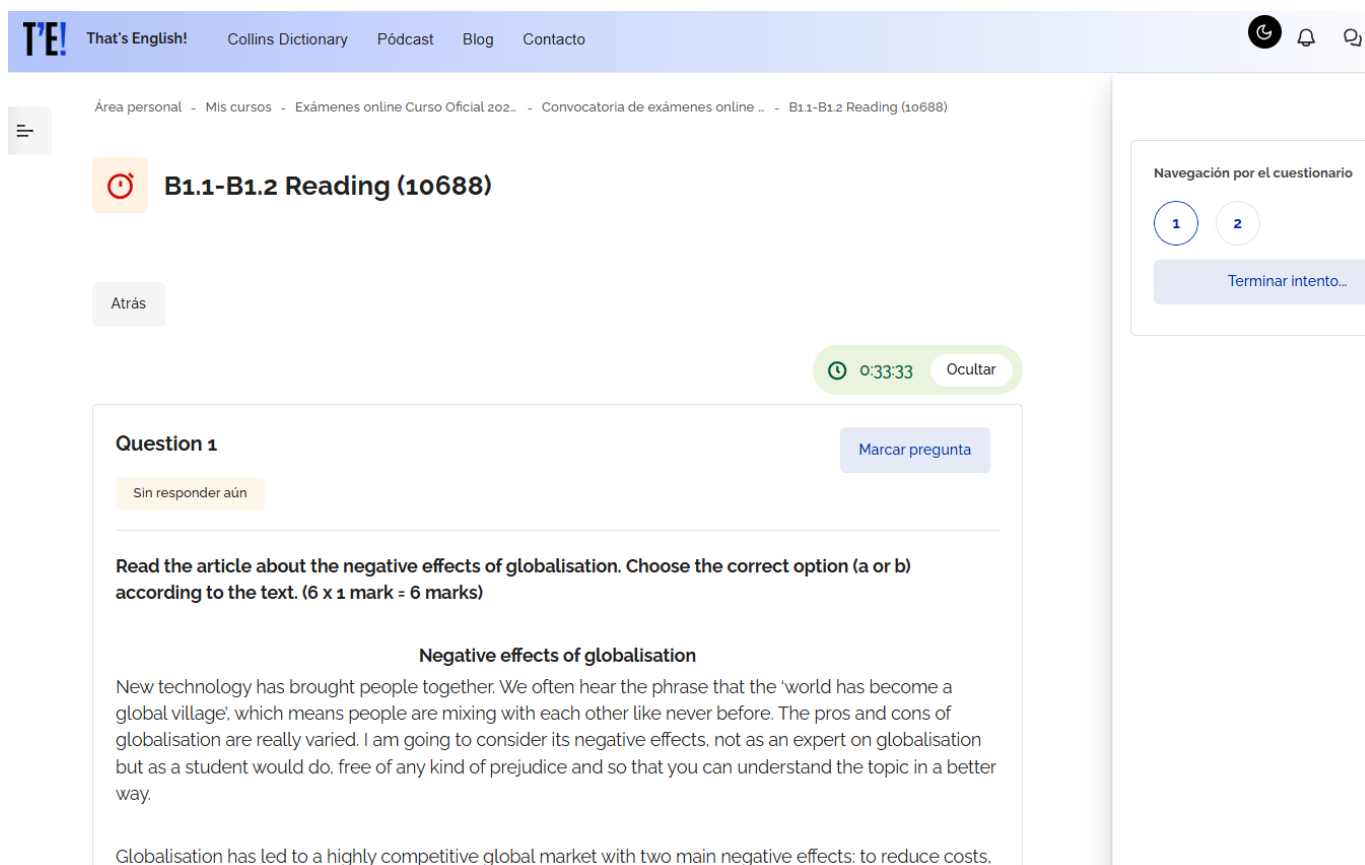 T'E! That's English! Collins Dictionary Pódcast Blog Contacto
Área personal - Mis cursos - Exámenes online Curso Oficial 202... - Convocatoria de exámenes online ... - B1.1-B1.2 Reading (10688)
B1.1-B1.2 Reading (10688)
Navegación por el cuestionario
1 2
Terminar intento...
Atrás
0:33:33 Ocultar
Question 1
Marcar pregunta
Sin responder aún
Read the article about the negative effects of globalisation. Choose the correct option (a or b)
according to the text. (6 x 1 mark = 6 marks)
Negative effects of globalisation
New technology has brought people together. We often hear the phrase that the ‘world has become a
global village’, which means people are mixing with each other like never before. The pros and cons of
globalisation are really varied. I am going to consider its negative effects, not as an expert on globalisation
but as a student would do, free of any kind of prejudice and so that you can understand the topic in a better
way.
Globalisation has led to a highly competitive global market with two main negative effects: to reduce costs,